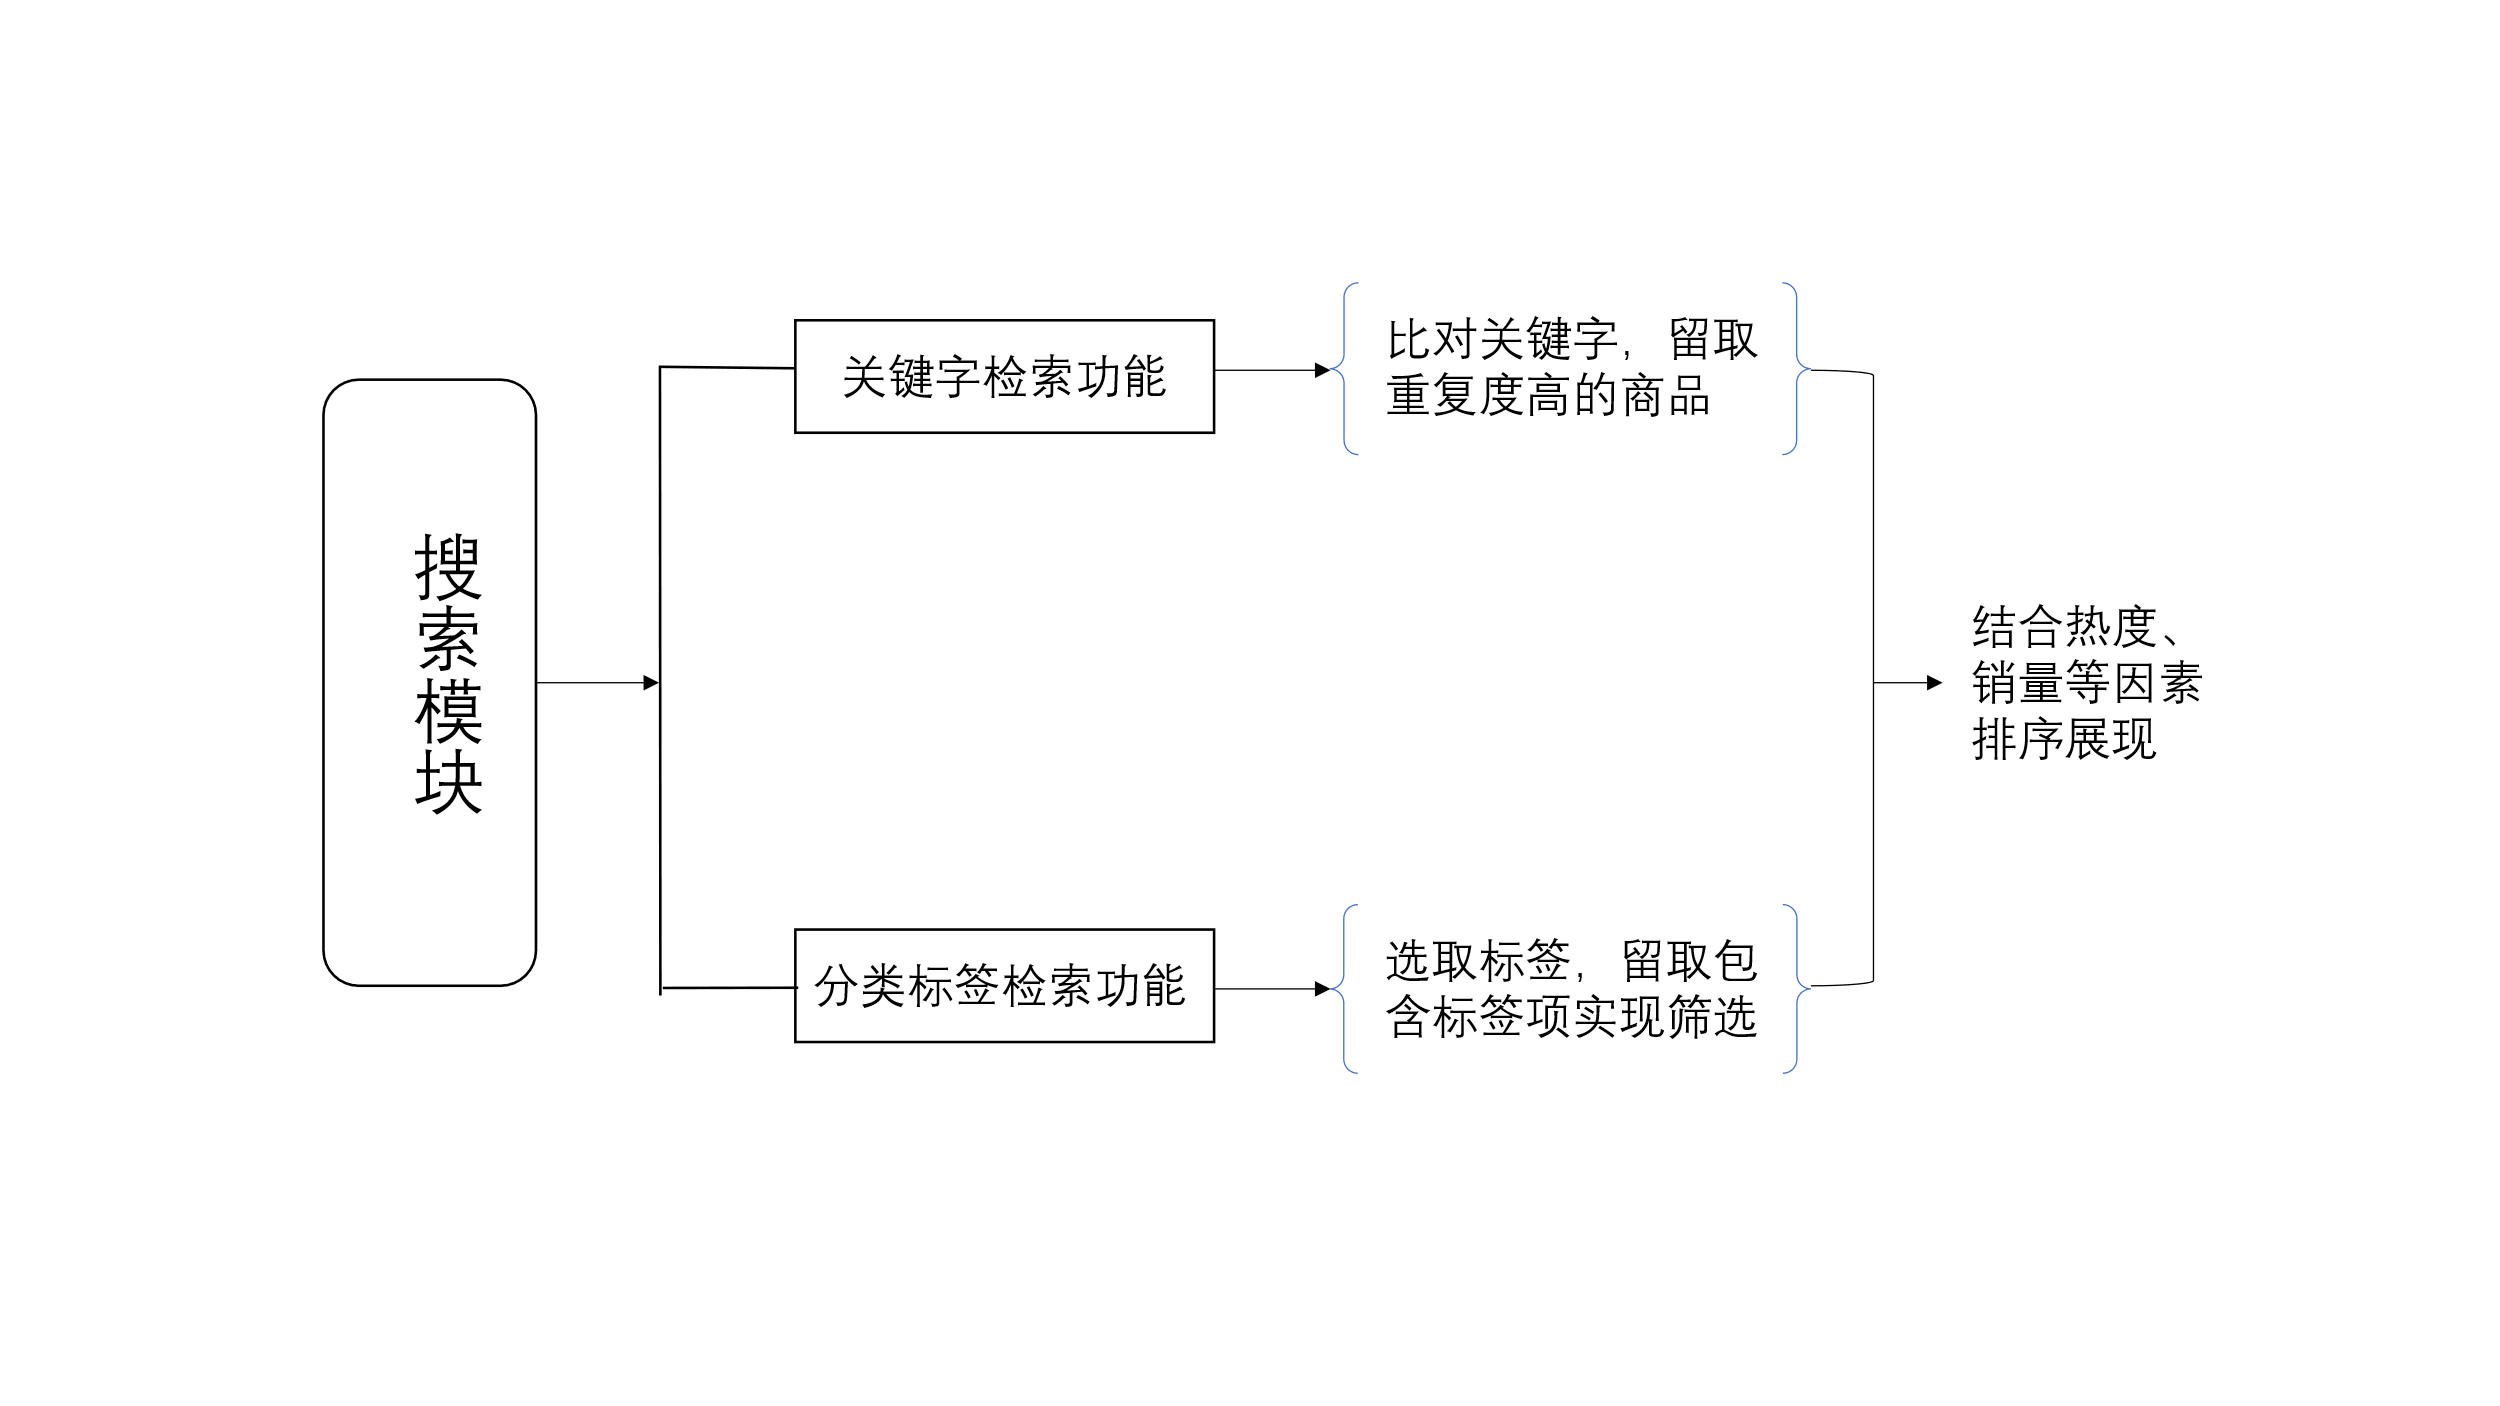 搜索模块
关键字检索功能
比对关键字，留取
重复度高的商品
分类标签检索功能
选取标签，留取包
含标签项实现筛选
结合热度、
销量等因素
排序展现